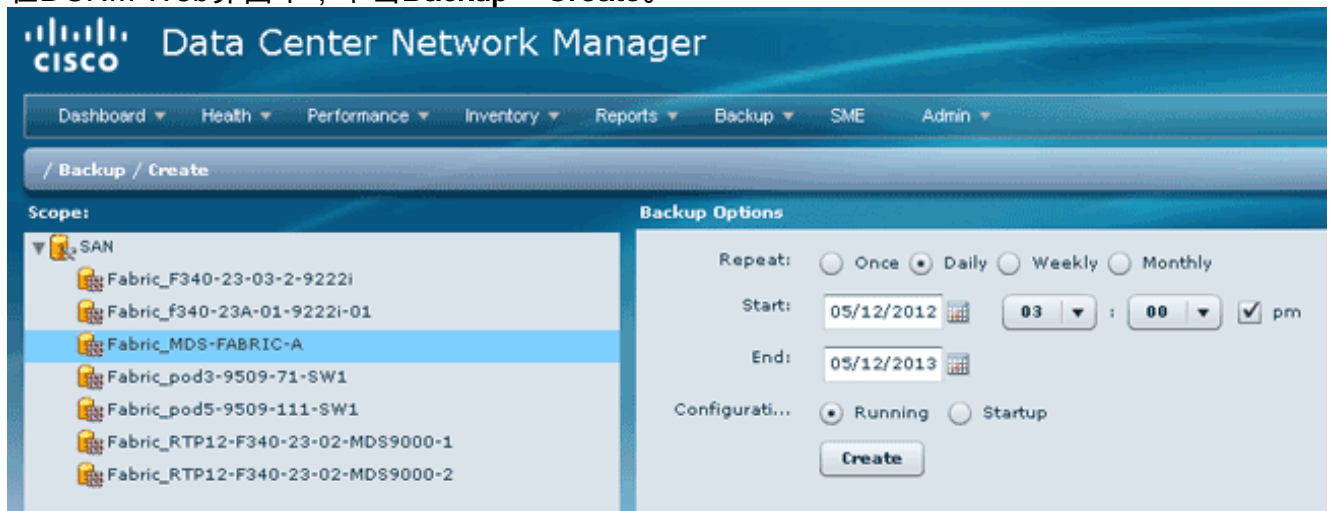 CISCO
Data Center Network Manager
Dashboard Health Performance Inventory Reports Backup SME Admin
/ Backup / Create
Scope:
SAN
Fabric_F340-23-03-2-9222i
Fabric_f340-23A-01-9222i-01
Fabric_MDS-FABRIC-A
Fabric_pod3-9509-71-SW1
Fabric_pod5-9509-111-SW1
Fabric_RTP12-F340-23-02-MDS9000-1
Fabric_RTP12-F340-23-02-MDS9000-2
Backup Options
Repeat: Once Daily Weekly Monthly
Start: 05/12/2012 03 : 00 pm
End: 05/12/2013
Configurati... Running Startup
Create